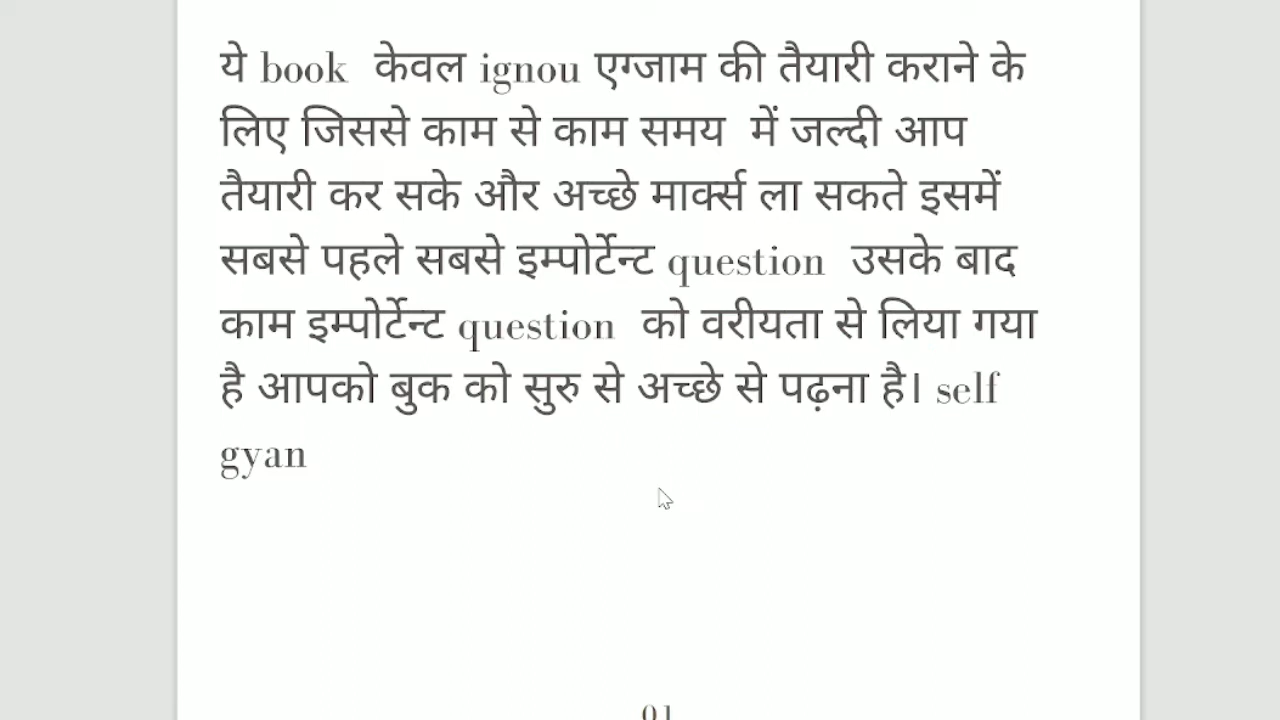 ये book केवल ignou एग्जाम की तैयारी कराने के
लिए जिससे काम से काम समय में जल्दी आप
तैयारी कर सके और अच्छे मार्क्स ला सकते इसमें
सबसे पहले सबसे इम्पोर्टेन्ट question उसके बाद
काम इम्पोर्टेन्ट question को वरीयता से लिया गया
है आपको बुक को सुरु से अच्छे से पढ़ना है। self
gyan
01